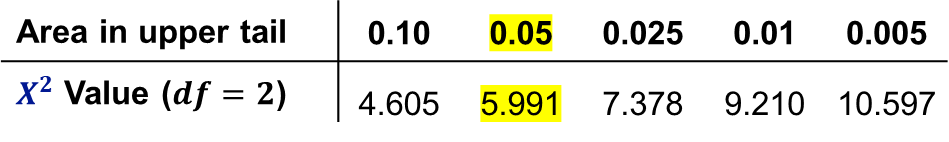 Area in upper tail 0.10 0.05 0.025 0.01 0.005
X² Value (df = 2) 4.605 5.991 7.378 9.210 10.597